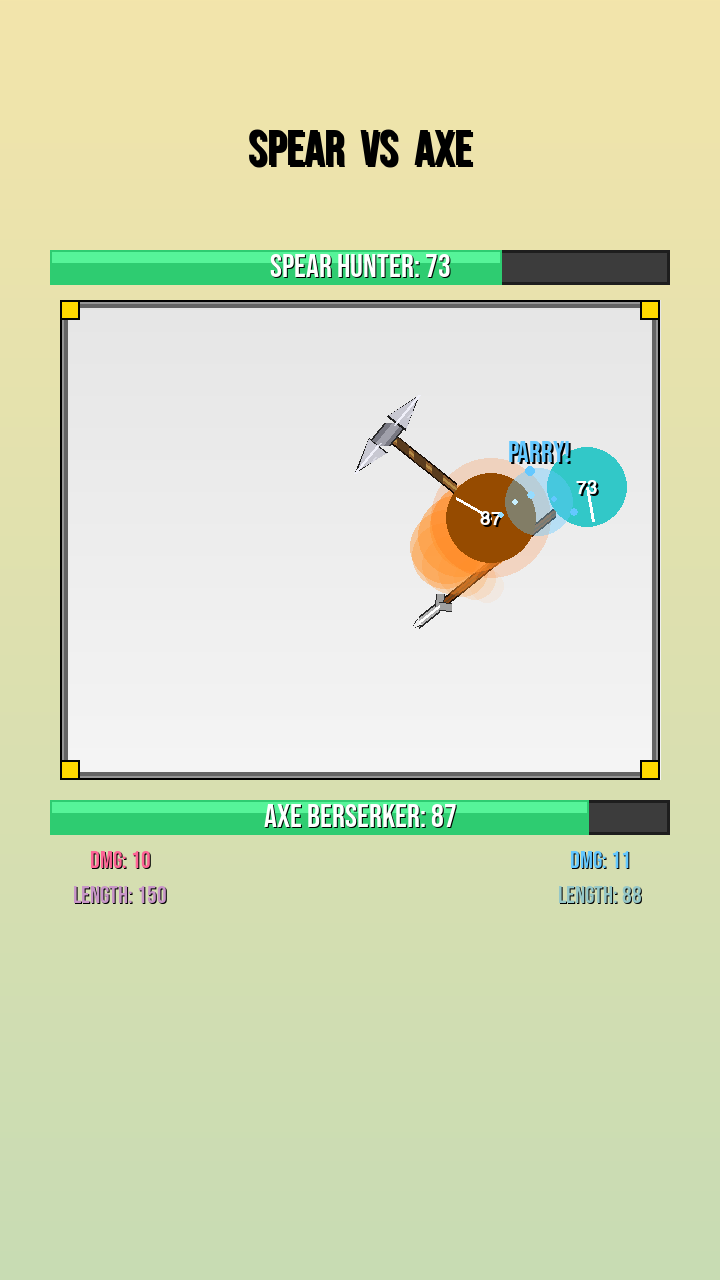 SPEAR VS AXE
SPEAR HUNTER: 73
PARRY!
73
87
AXE BERSERKER: 87
DMG: 10
DMG: 11
LENGTH: 150
LENGTH: 88